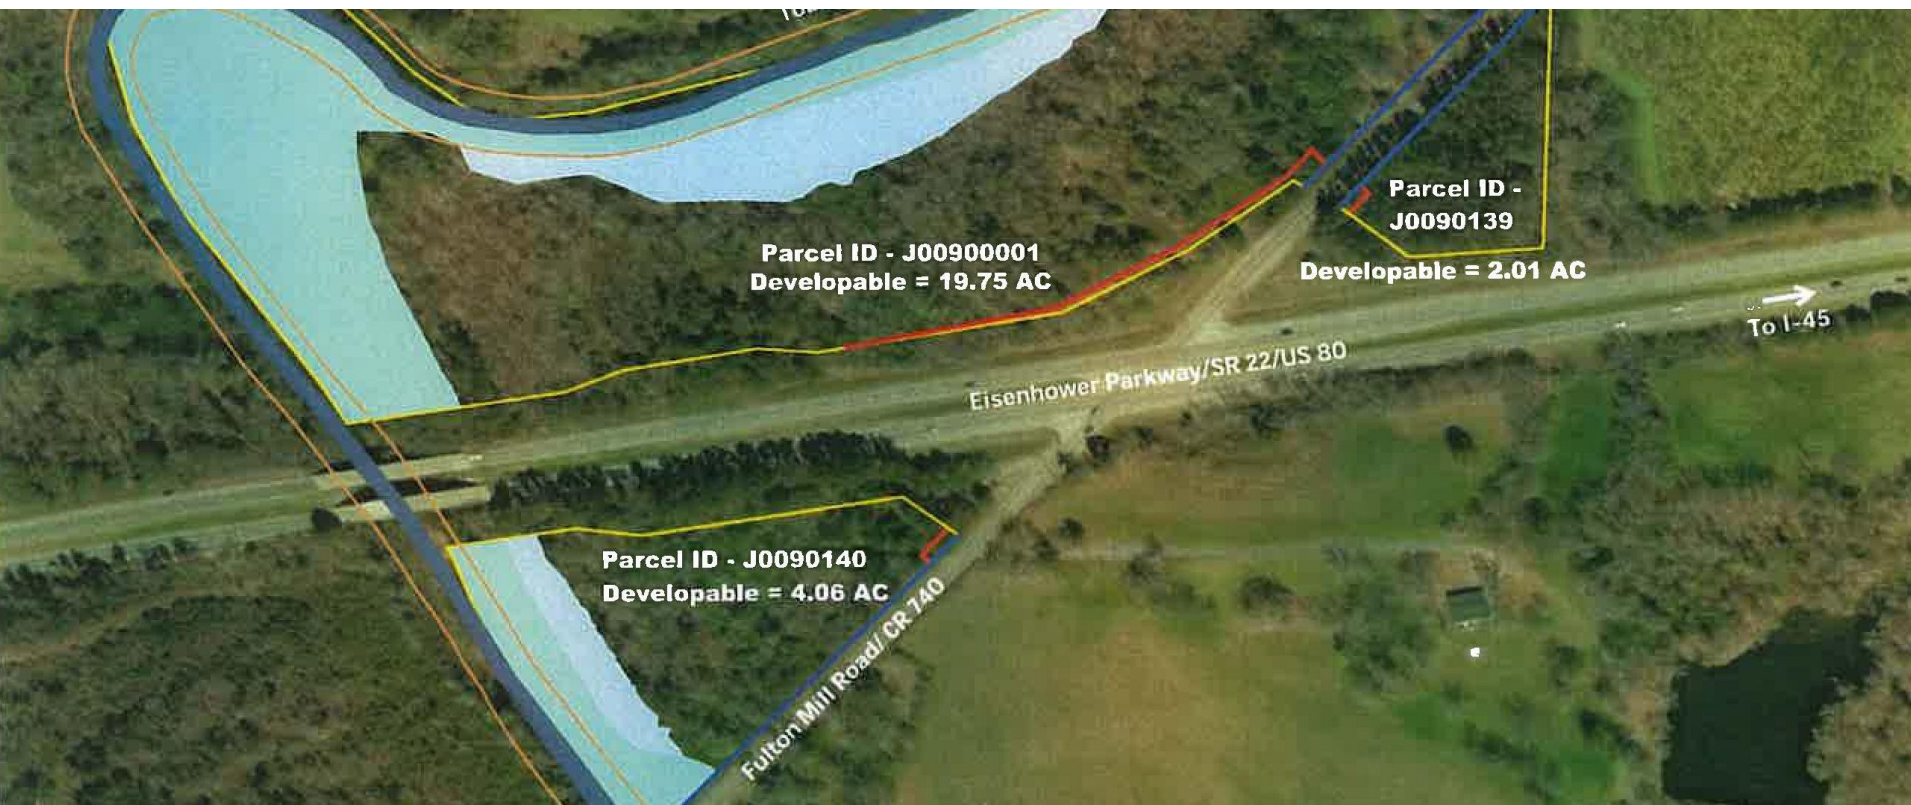 Parcel ID -
J0090139
Parcel ID - J00900001
Developable = 19.75 AC
Developable = 2.01 AC
To I-45
Eisenhower Parkway/SR 22/US 80
Parcel ID - J0090140
Developable = 4.06 AC
Fulton Mill Road/ CR 740